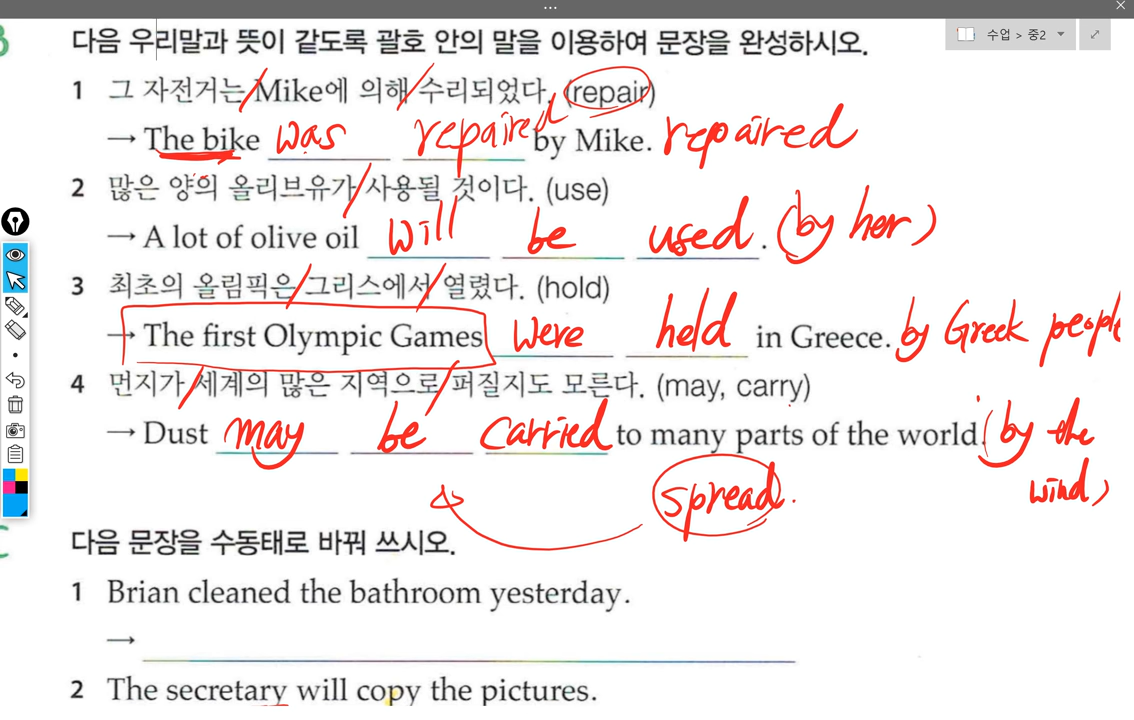 수업 > 중2
B
다음 우리말과 뜻이 같도록 괄호 안의 말을 이용하여 문장을 완성하시오.
1 그 자전거는/Mike에 의해/수리되었다. (repair)
→ The bike was repaired by Mike. repaired
2 많은 양의 올리브유가/사용될 것이다. (use)
→ A lot of olive oil will be used. (by her)
3 최초의 올림픽은/그리스에서/열렸다. (hold)
→ The first Olympic Games were held in Greece. by Greek people
4 먼지가/세계의 많은 지역으로/퍼질지도 모른다. (may, carry)
→ Dust may be carried to many parts of the world. (by the
wind)
spread.
C
다음 문장을 수동태로 바꿔 쓰시오.
1 Brian cleaned the bathroom yesterday.
→
2 The secretary will copy the pictures.